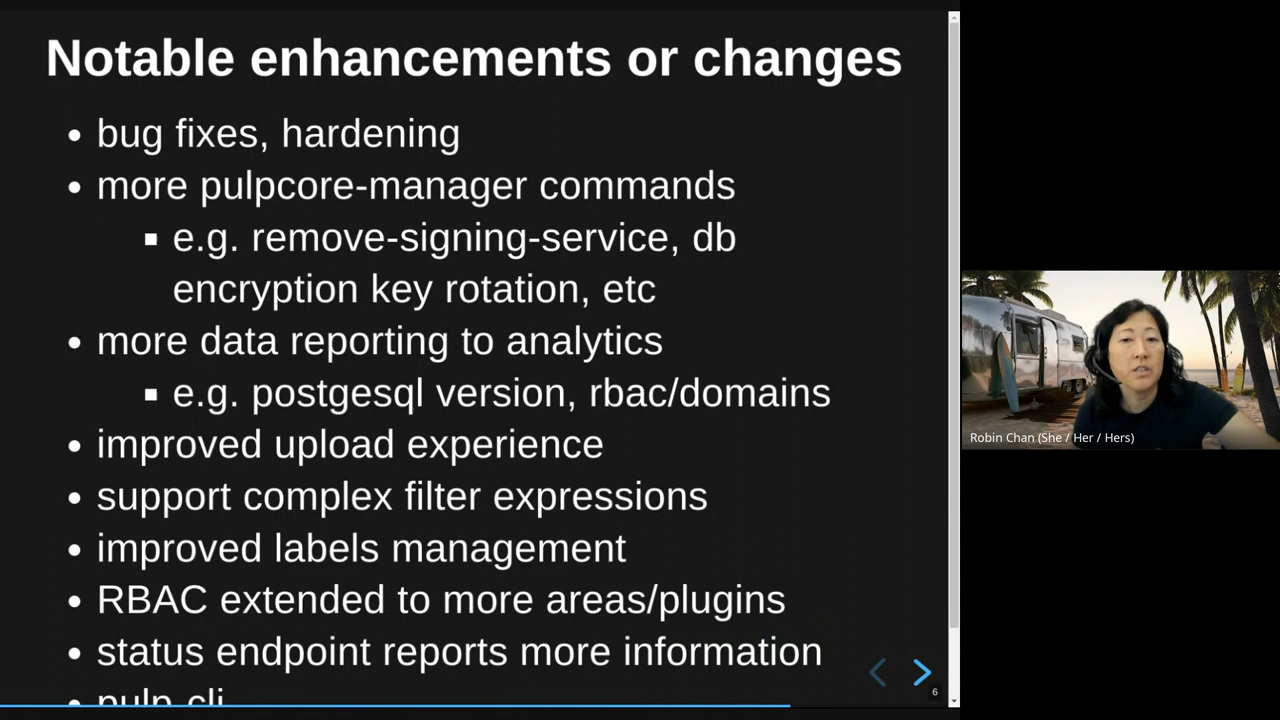 Notable enhancements or changes
• bug fixes, hardening
• more pulpcore-manager commands
▪ e.g. remove-signing-service, db
encryption key rotation, etc
• more data reporting to analytics
▪ e.g. postgesql version, rbac/domains
• improved upload experience
• support complex filter expressions
• improved labels management
• RBAC extended to more areas/plugins
• status endpoint reports more information
• pulp cli
6
Robin Chan (She / Her / Hers)